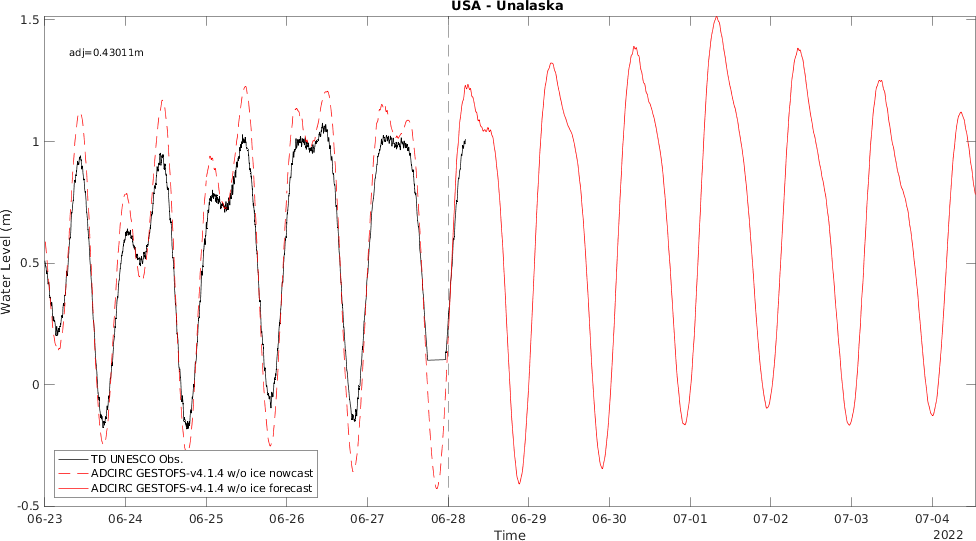 USA - Unalaska
adj=0.43011m
1.5
1
0.5
0
-0.5
Water Level (m)
TD UNESCO Obs.
ADCIRC GESTOFS-v4.1.4 w/o ice nowcast
ADCIRC GESTOFS-v4.1.4 w/o ice forecast
06-23 06-24 06-25 06-26 06-27 06-28 06-29 06-30 07-01 07-02 07-03 07-04
Time
2022